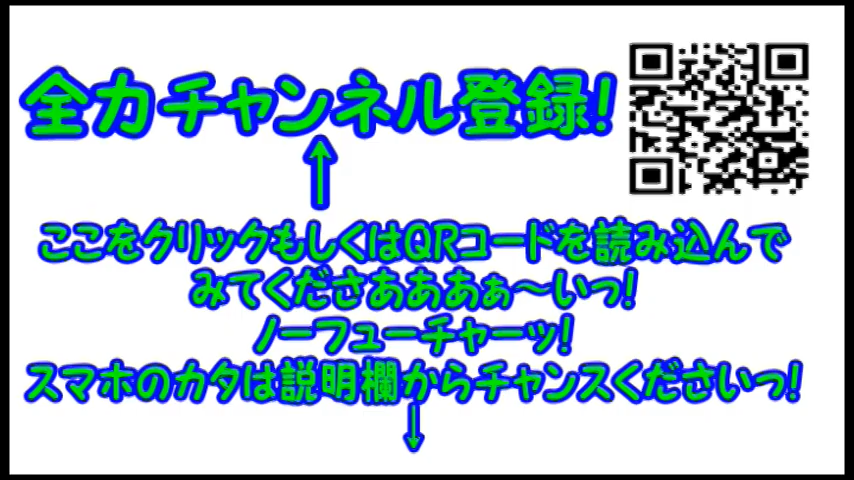 全力チャンネル登録!
↑
ここをクリックもしくはQRコードを読み込んで
みてくださあああぁ～いっ!
ノーフューチャーッ!
スマホのカタは説明欄からチャンスくださいっ!
↓